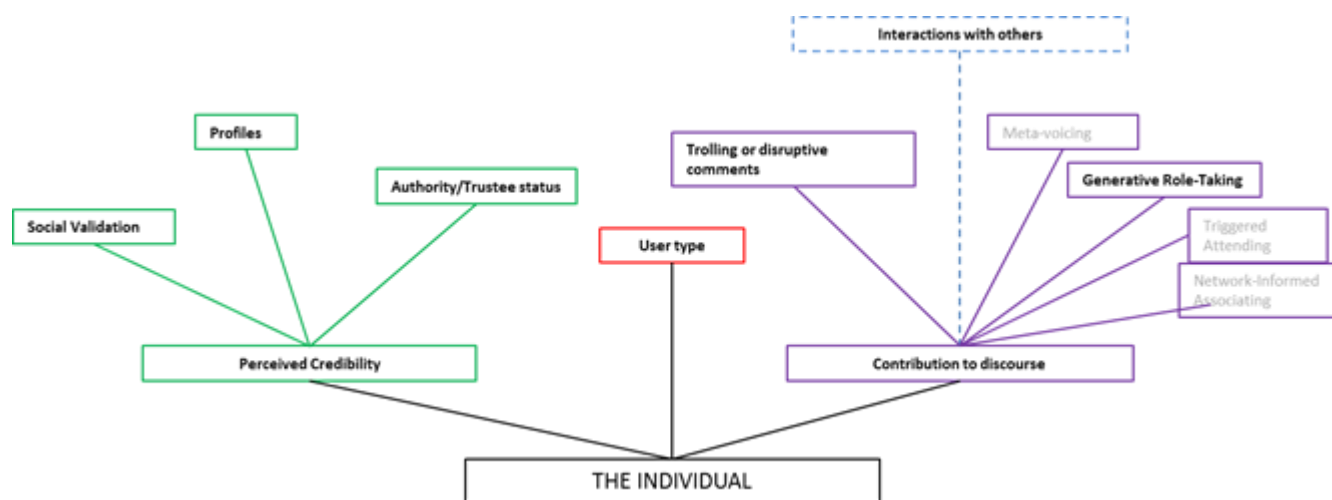 Interactions with others
Profiles
Meta-voicing
Trolling or disruptive
comments
Authority/Trustee status
Generative Role-Taking
Social Validation
User type
Triggered
Attending
Network-Informed
Associating
Perceived Credibility
Contribution to discourse
THE INDIVIDUAL